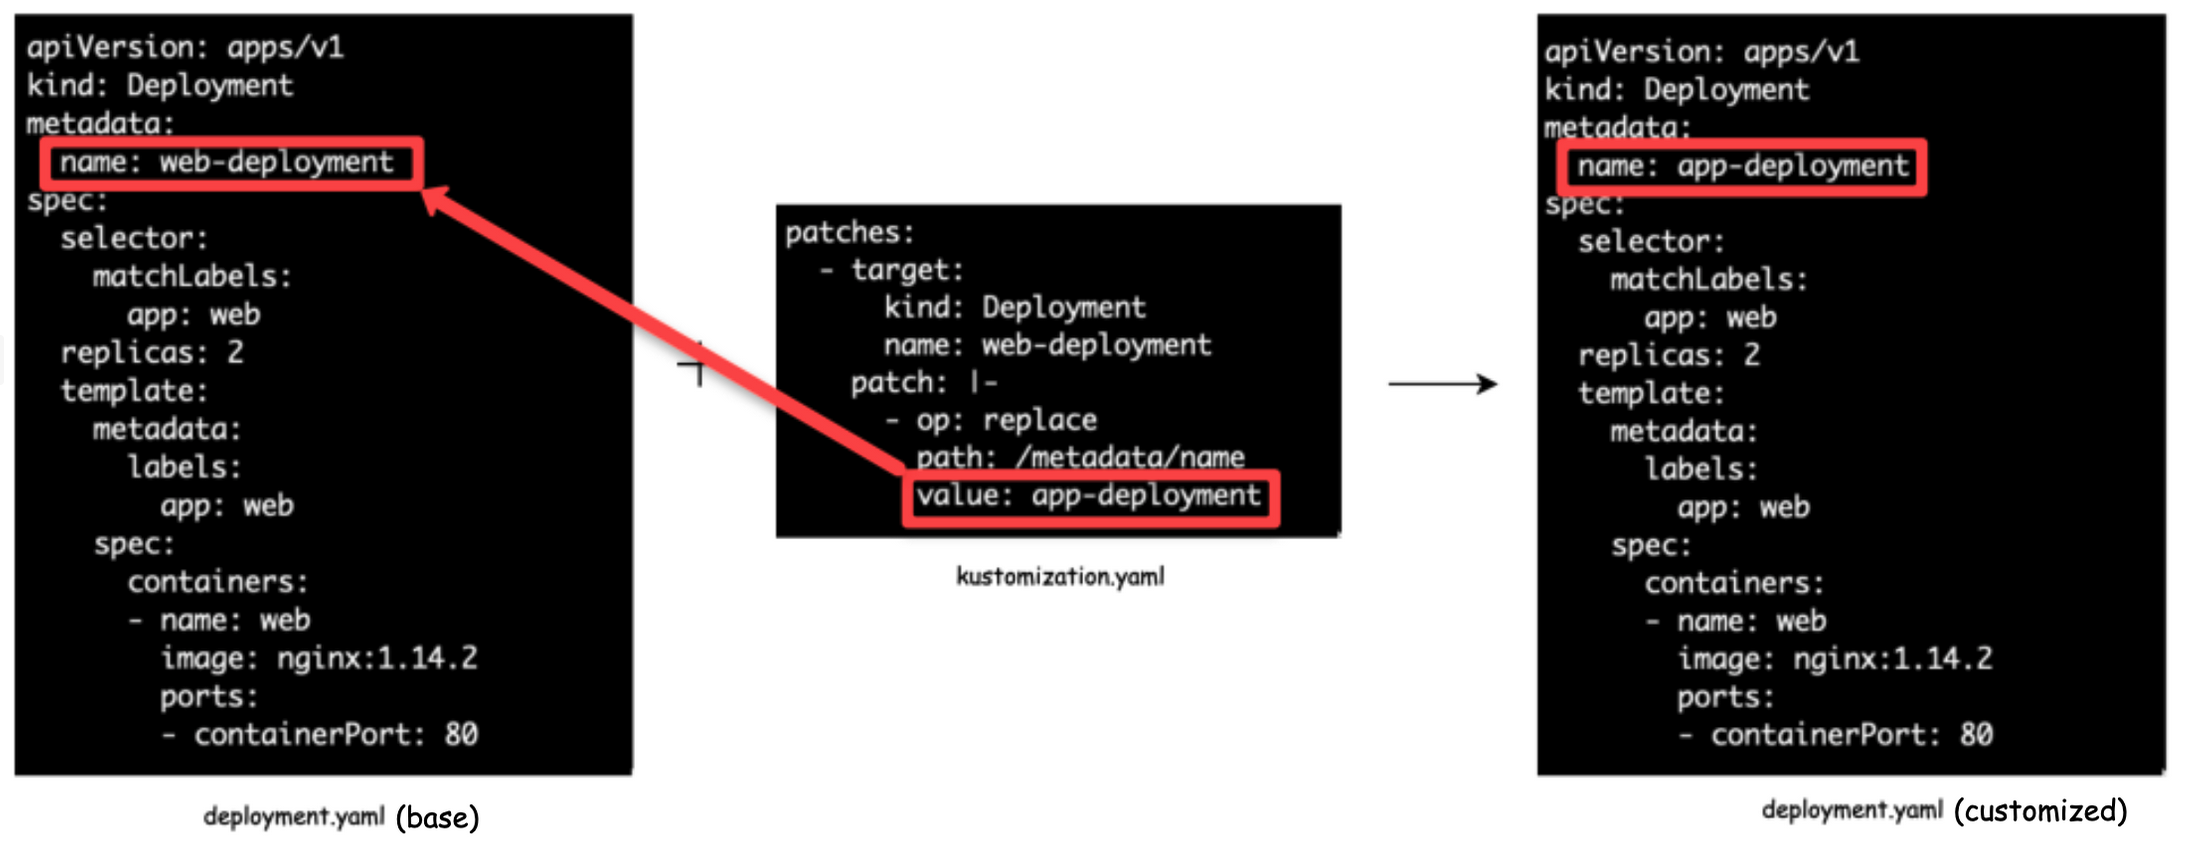 apiVersion: apps/v1
kind: Deployment
metadata:
  name: web-deployment
spec:
  selector:
    matchLabels:
      app: web
  replicas: 2
  template:
    metadata:
      labels:
        app: web
    spec:
      containers:
      - name: web
        image: nginx:1.14.2
        ports:
        - containerPort: 80
deployment.yaml (base)
patches:
  - target:
      kind: Deployment
      name: web-deployment
    patch: |-
      - op: replace
        path: /metadata/name
        value: app-deployment
kustomization.yaml
apiVersion: apps/v1
kind: Deployment
metadata:
  name: app-deployment
spec:
  selector:
    matchLabels:
      app: web
  replicas: 2
  template:
    metadata:
      labels:
        app: web
    spec:
      containers:
      - name: web
        image: nginx:1.14.2
        ports:
        - containerPort: 80
deployment.yaml (customized)